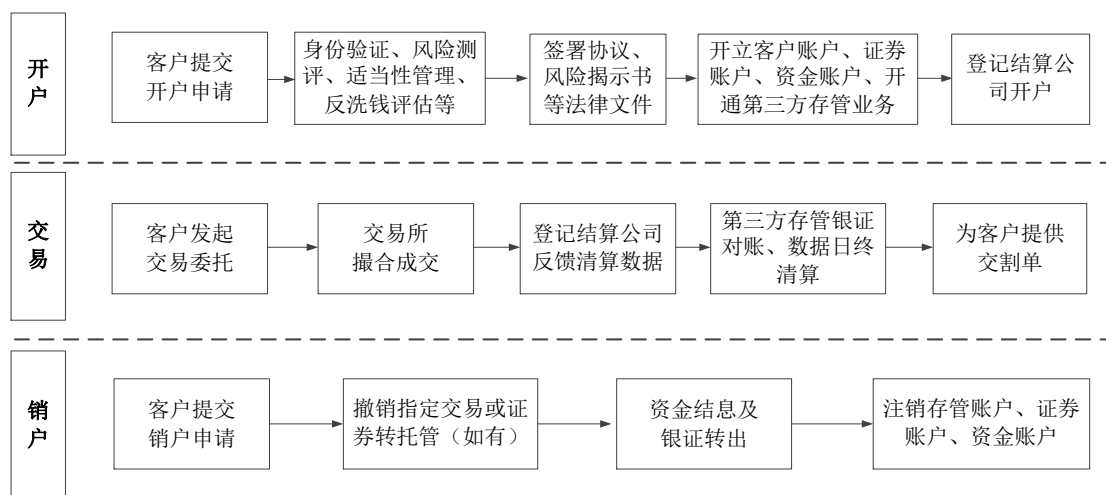 开
户
客户提交
开户申请
身份验证、风险测
评、适当性管理、
反洗钱评估等
签署协议、
风险揭示书
等法律文件
开立客户账户、证券
账户、资金账户、开
通第三方存管业务
登记结算公
司开户
交
易
客户发起
交易委托
交易所
撮合成交
登记结算公司
反馈清算数据
第三方存管银证
对账、数据日终
清算
为客户提供
交割单
销
户
客户提交
销户申请
撤销指定交易或证
券转托管（如有）
资金结息及
银证转出
注销存管账户、证券
账户、资金账户